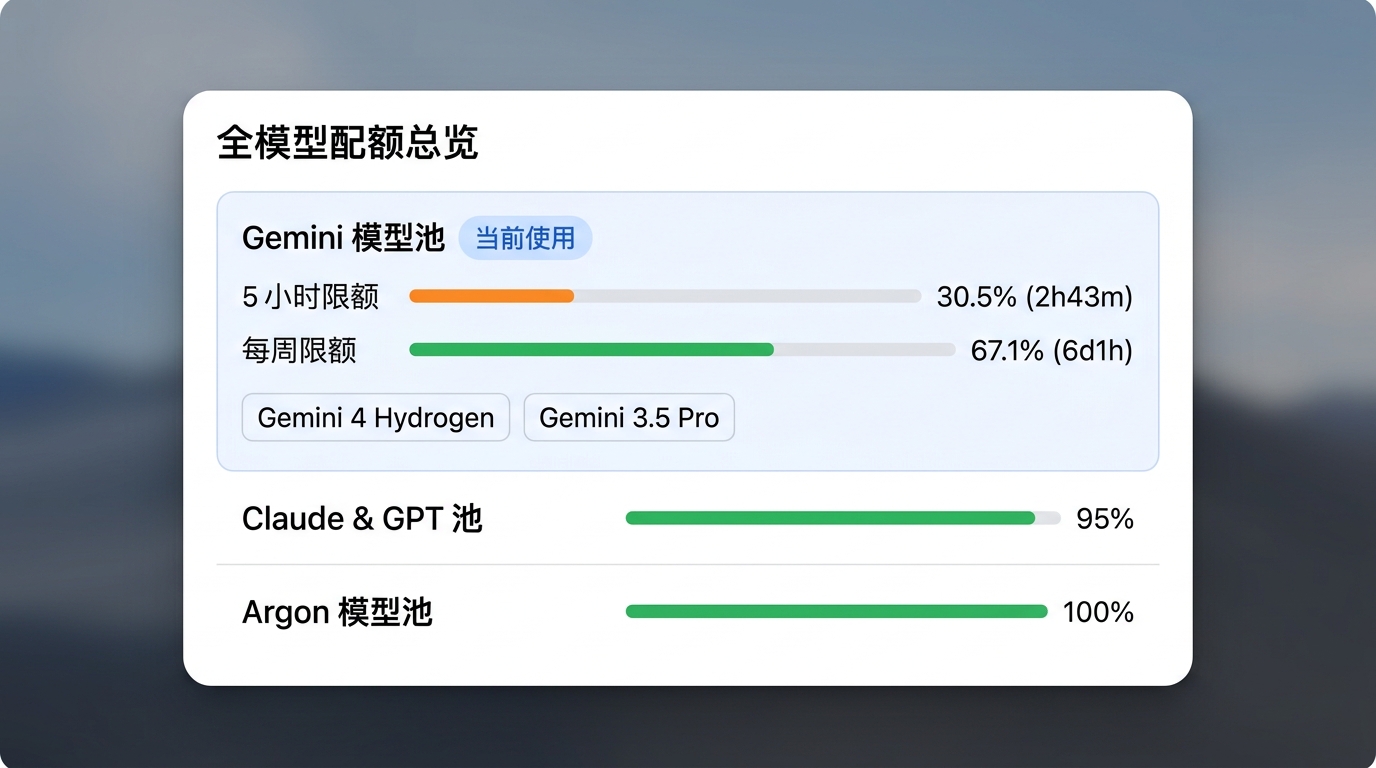 全模型配额总览
Gemini 模型池 当前使用
5 小时限额 30.5% (2h43m)
每周限额 67.1% (6d1h)
Gemini 4 Hydrogen Gemini 3.5 Pro
Claude & GPT 池 95%
Argon 模型池 100%